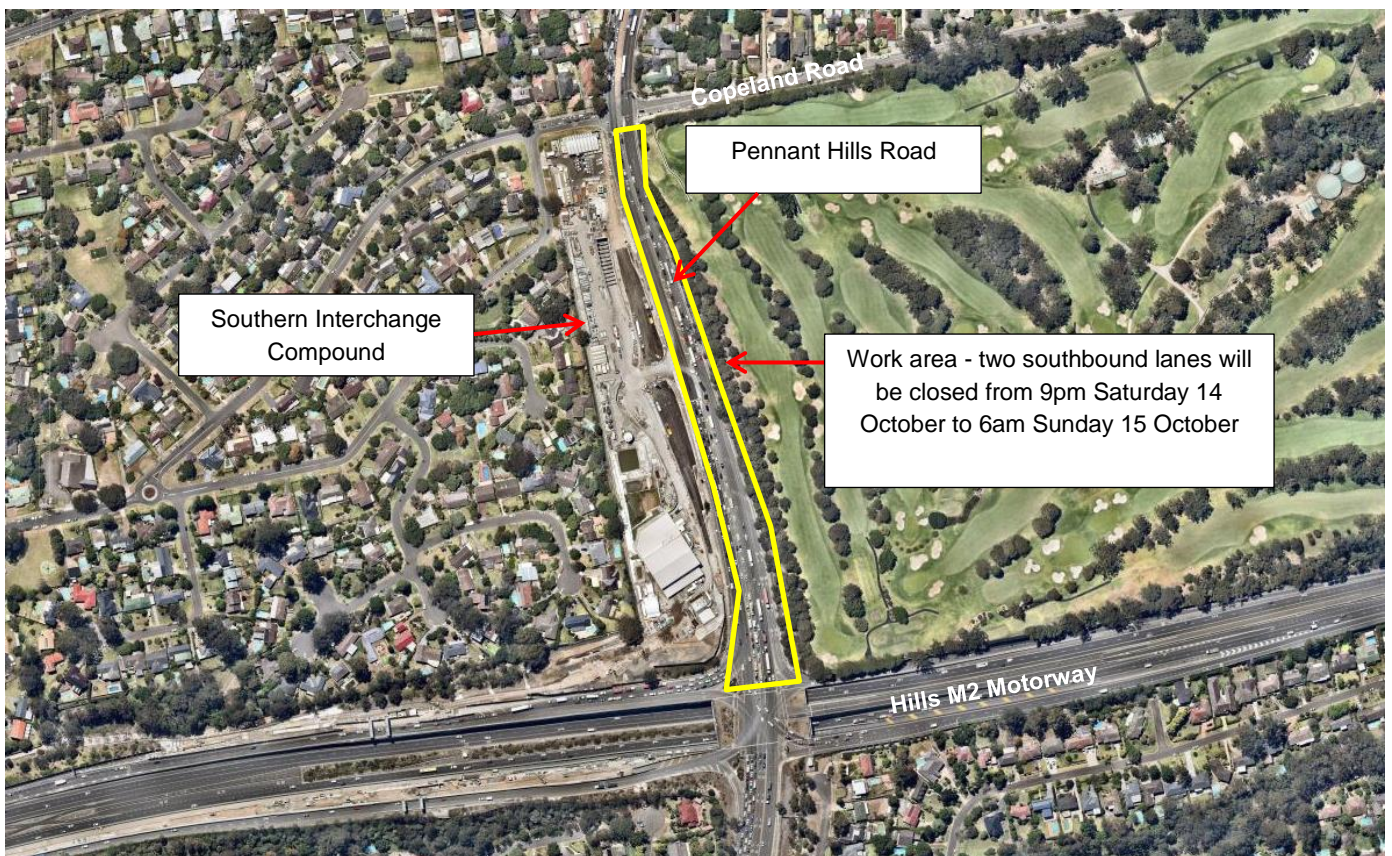 Copeland Road
Pennant Hills Road
Southern Interchange
Compound
Work area - two southbound lanes will
be closed from 9pm Saturday 14
October to 6am Sunday 15 October
Hills M2 Motorway